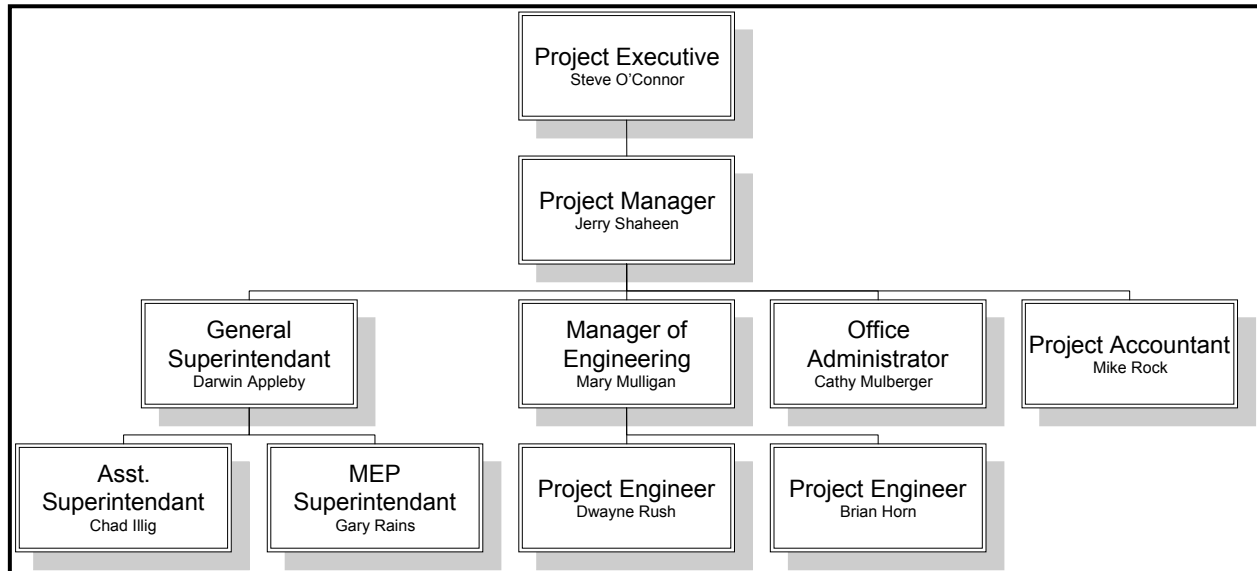 Project Executive
Steve O’Connor
Project Manager
Jerry Shaheen
General
Superintendant
Darwin Appleby
Manager of
Engineering
Mary Mulligan
Office
Administrator
Cathy Mulberger
Project Accountant
Mike Rock
Asst.
Superintendant
Chad Illig
MEP
Superintendant
Gary Rains
Project Engineer
Dwayne Rush
Project Engineer
Brian Horn